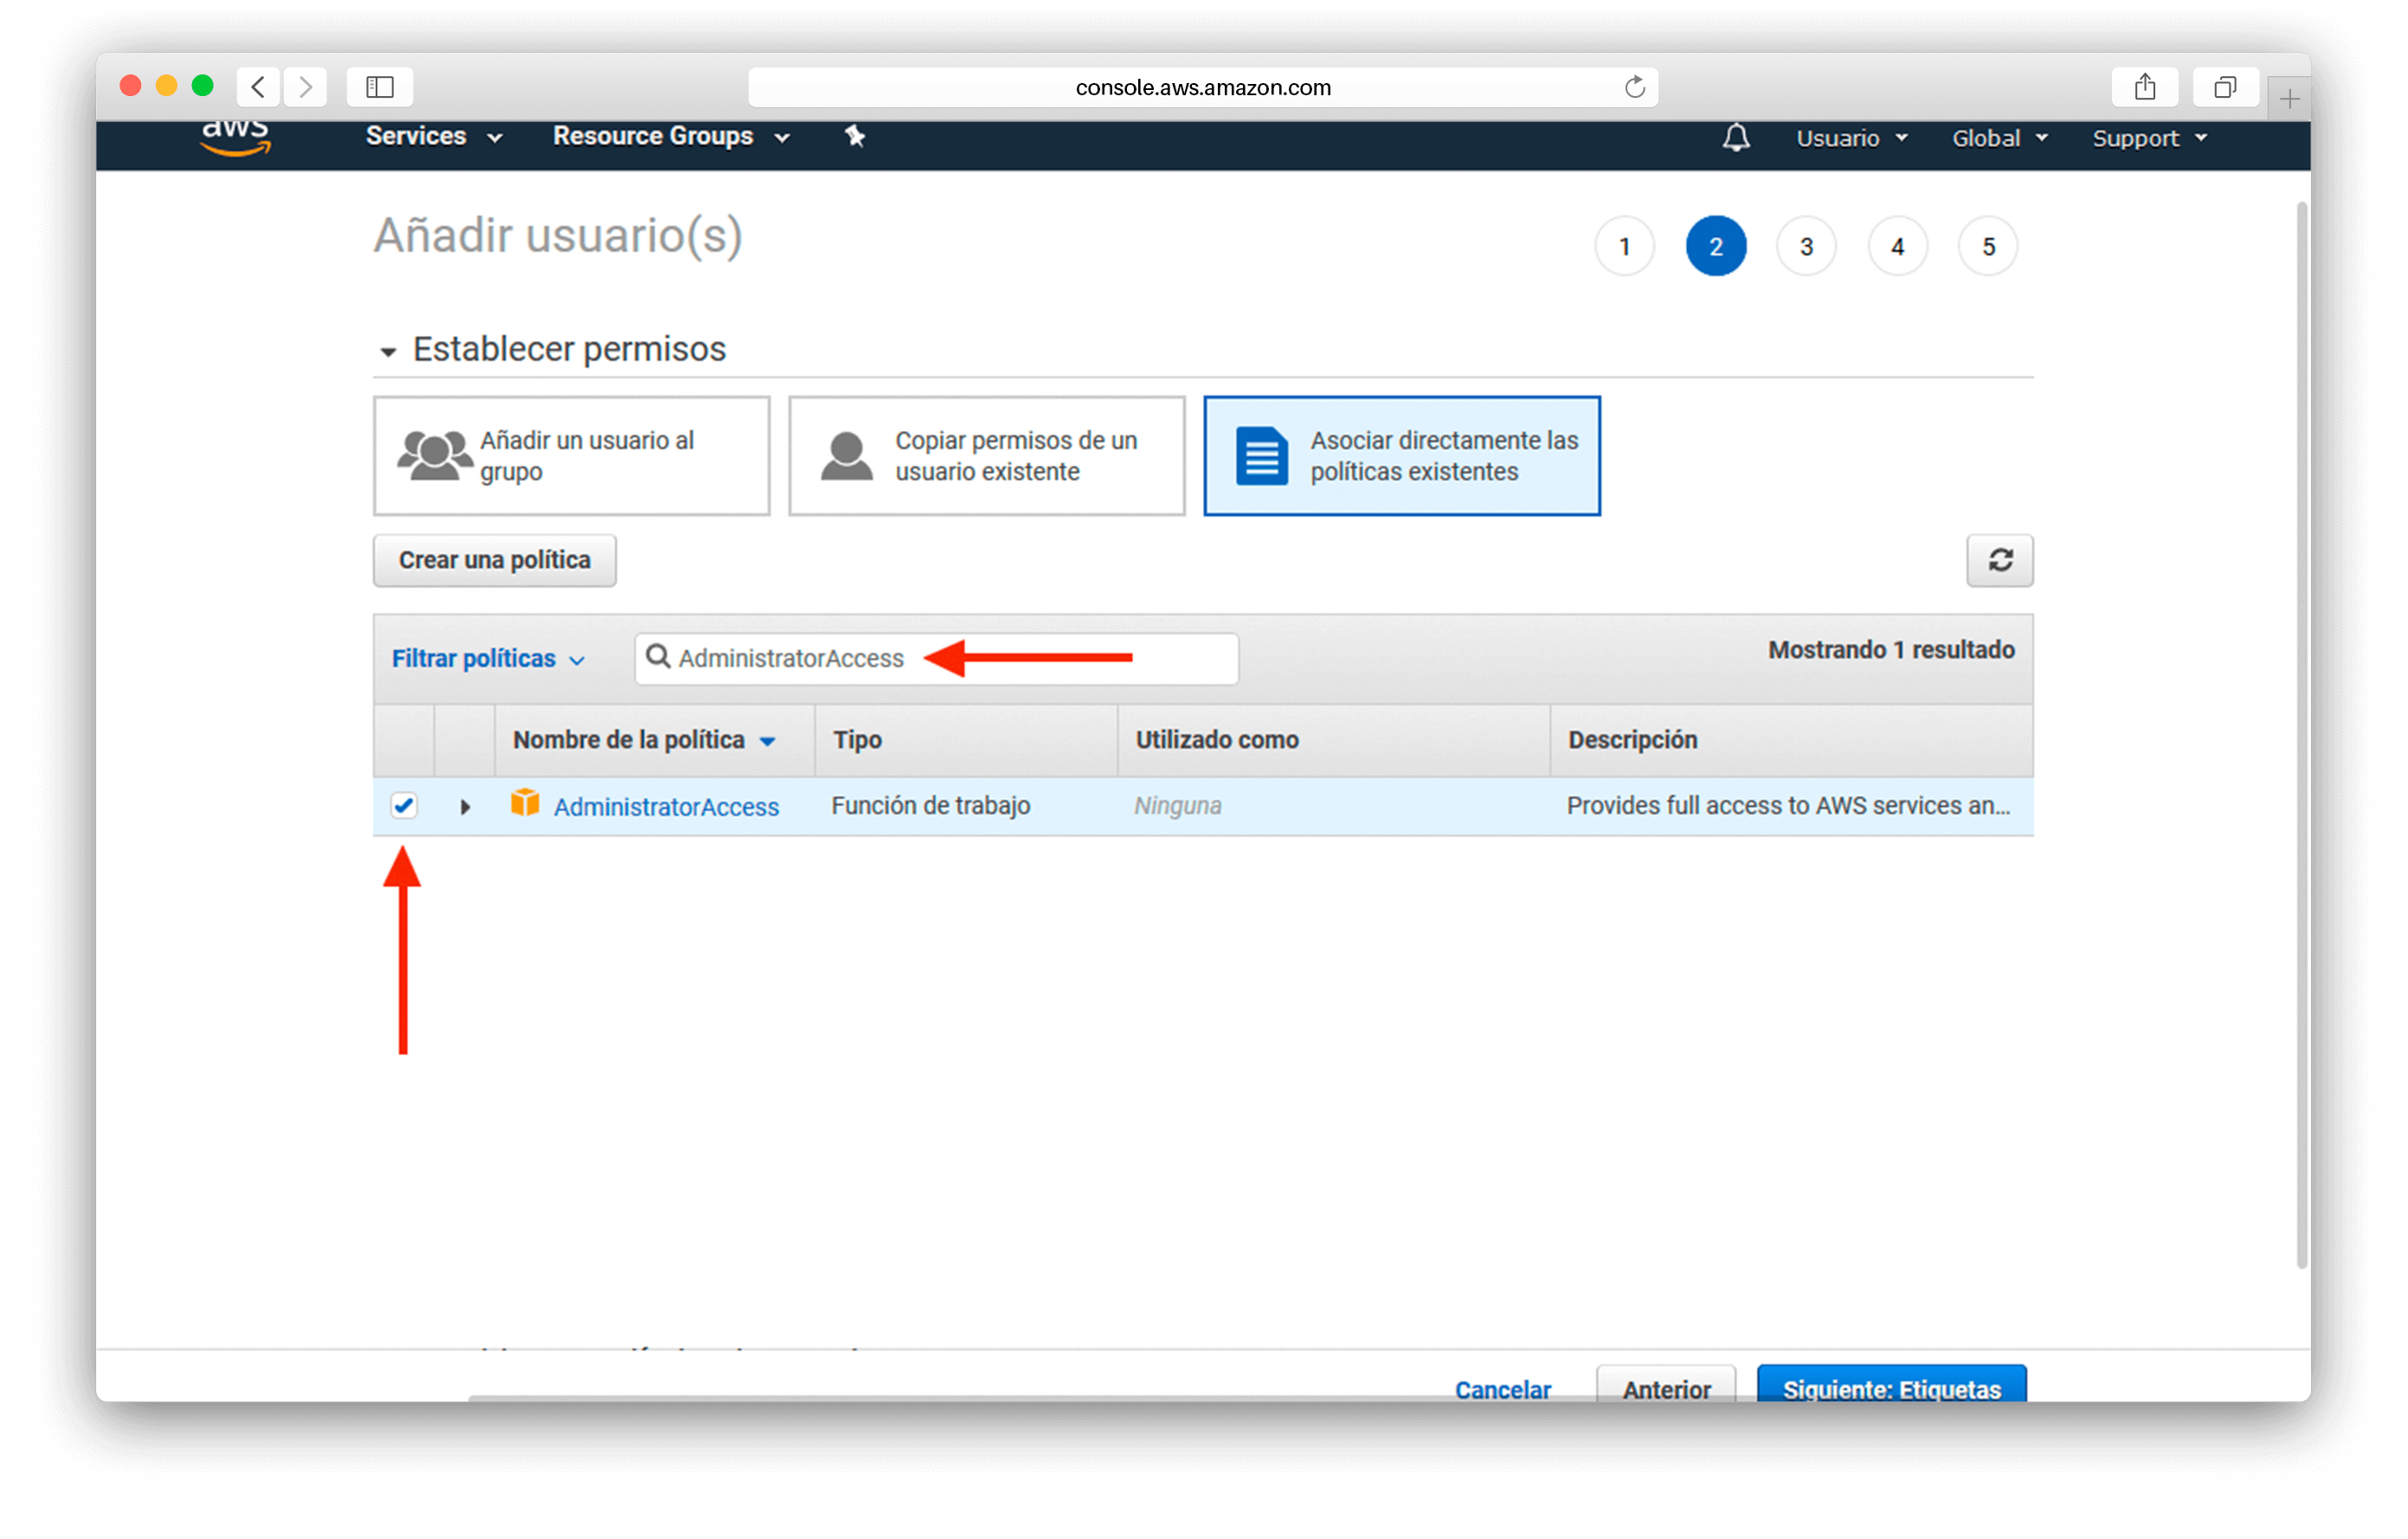 console.aws.amazon.com
aws
Services
Resource Groups
Usuario
Global
Support
Añadir usuario(s)
1
2
3
4
5
Establecer permisos
Añadir un usuario al
grupo
Copiar permisos de un
usuario existente
Asociar directamente las
políticas existentes
Crear una política
Filtrar políticas
AdministratorAccess
Mostrando 1 resultado
Nombre de la política
Tipo
Utilizado como
Descripción
AdministratorAccess
Función de trabajo
Ninguna
Provides full access to AWS services an...
Cancelar
Anterior
Siguiente: Etiquetas